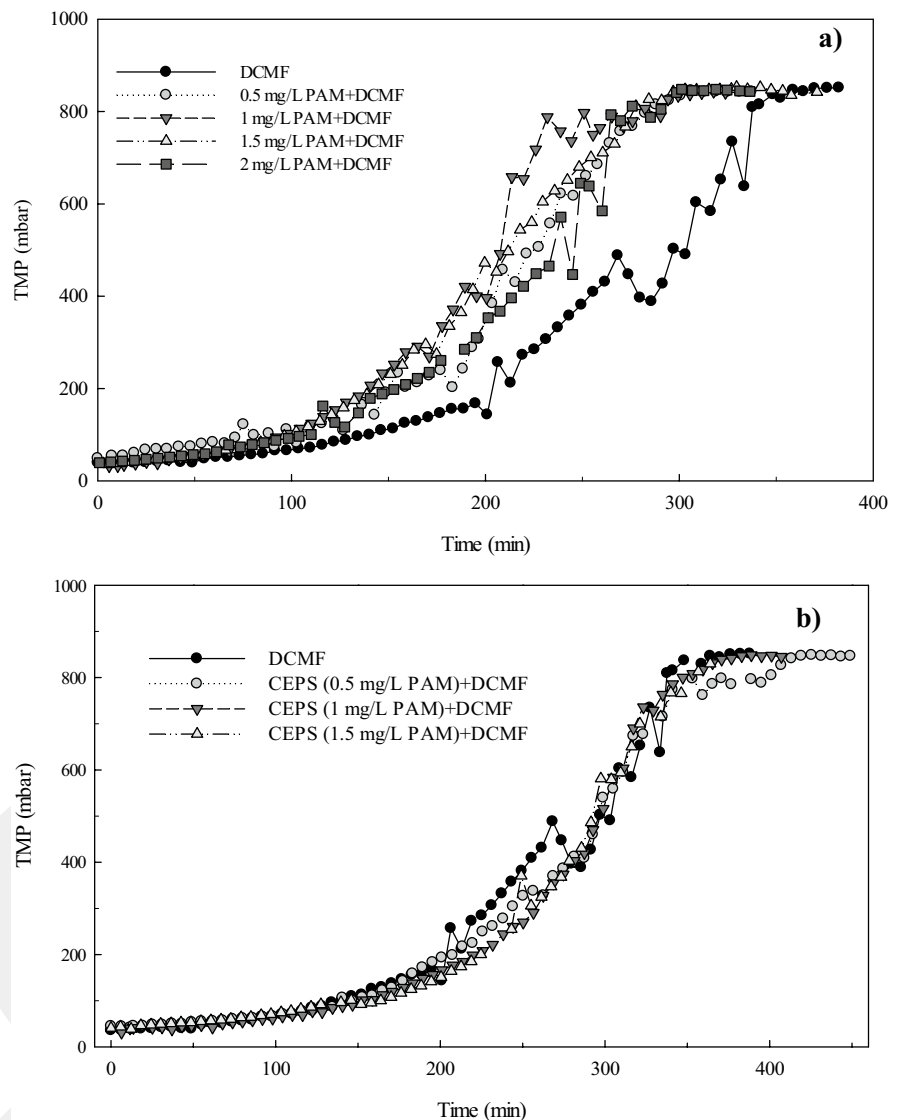 a)
1000
DCMF
0.5 mg/L PAM+DCMF
1 mg/L PAM+DCMF
1.5 mg/L PAM+DCMF
2 mg/L PAM+DCMF
800
600
400
200
0
TMP (mbar)
0 100 200 300 400
Time (min)
b)
1000
DCMF
CEPS (0.5 mg/L PAM)+DCMF
CEPS (1 mg/L PAM)+DCMF
CEPS (1.5 mg/L PAM)+DCMF
800
600
400
200
0
TMP (mbar)
0 100 200 300 400
Time (min)